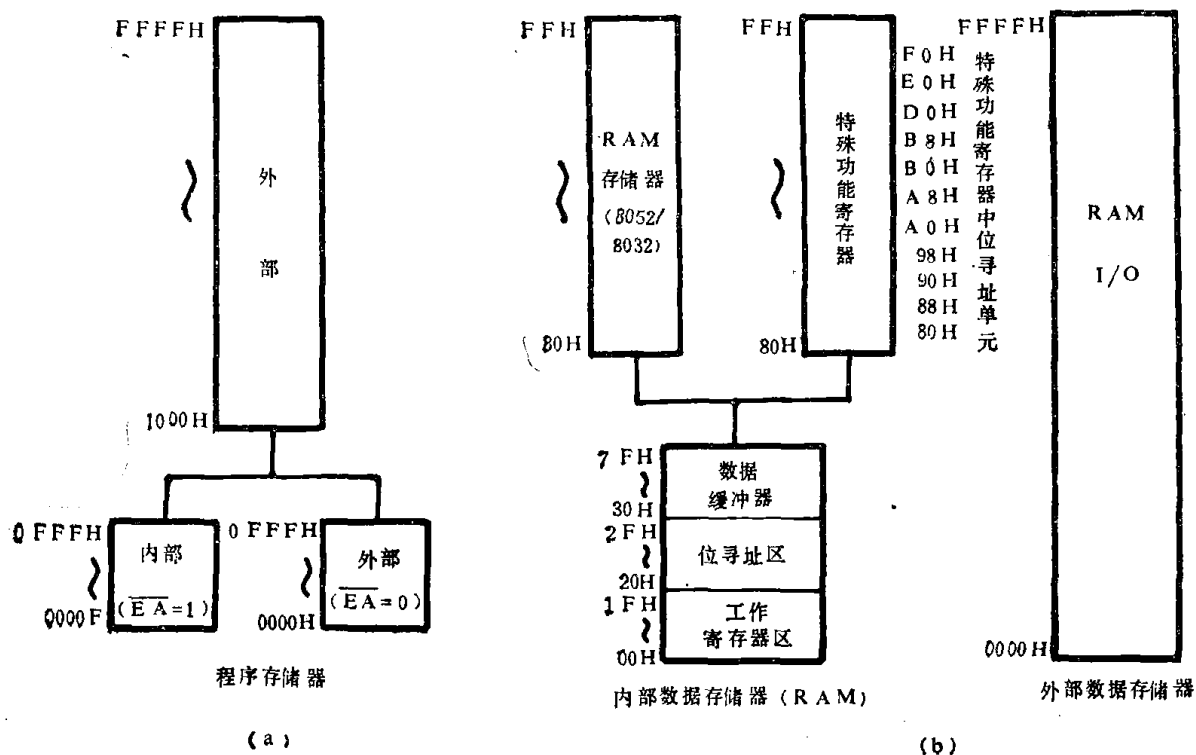 FFFFH
外
部
1000H
0FFFH
内部
(EA=1)
0000F
0FFFH
外部
(EA=0)
0000H
程序存储器
(a)
FFH
RAM
存储器
(8052/
8032)
80H
FFH
特殊功能寄存器
80H
F0H
E0H
D0H
B8H
B0H
A8H
A0H
98H
90H
88H
80H
特殊功能寄存器中位寻址单元
7FH
数据
缓冲器
30H
2FH
位寻址区
20H
1FH
工作
寄存器区
00H
内部数据存储器(RAM)
FFFFH
RAM
I/O
0000H
外部数据存储器
(b)